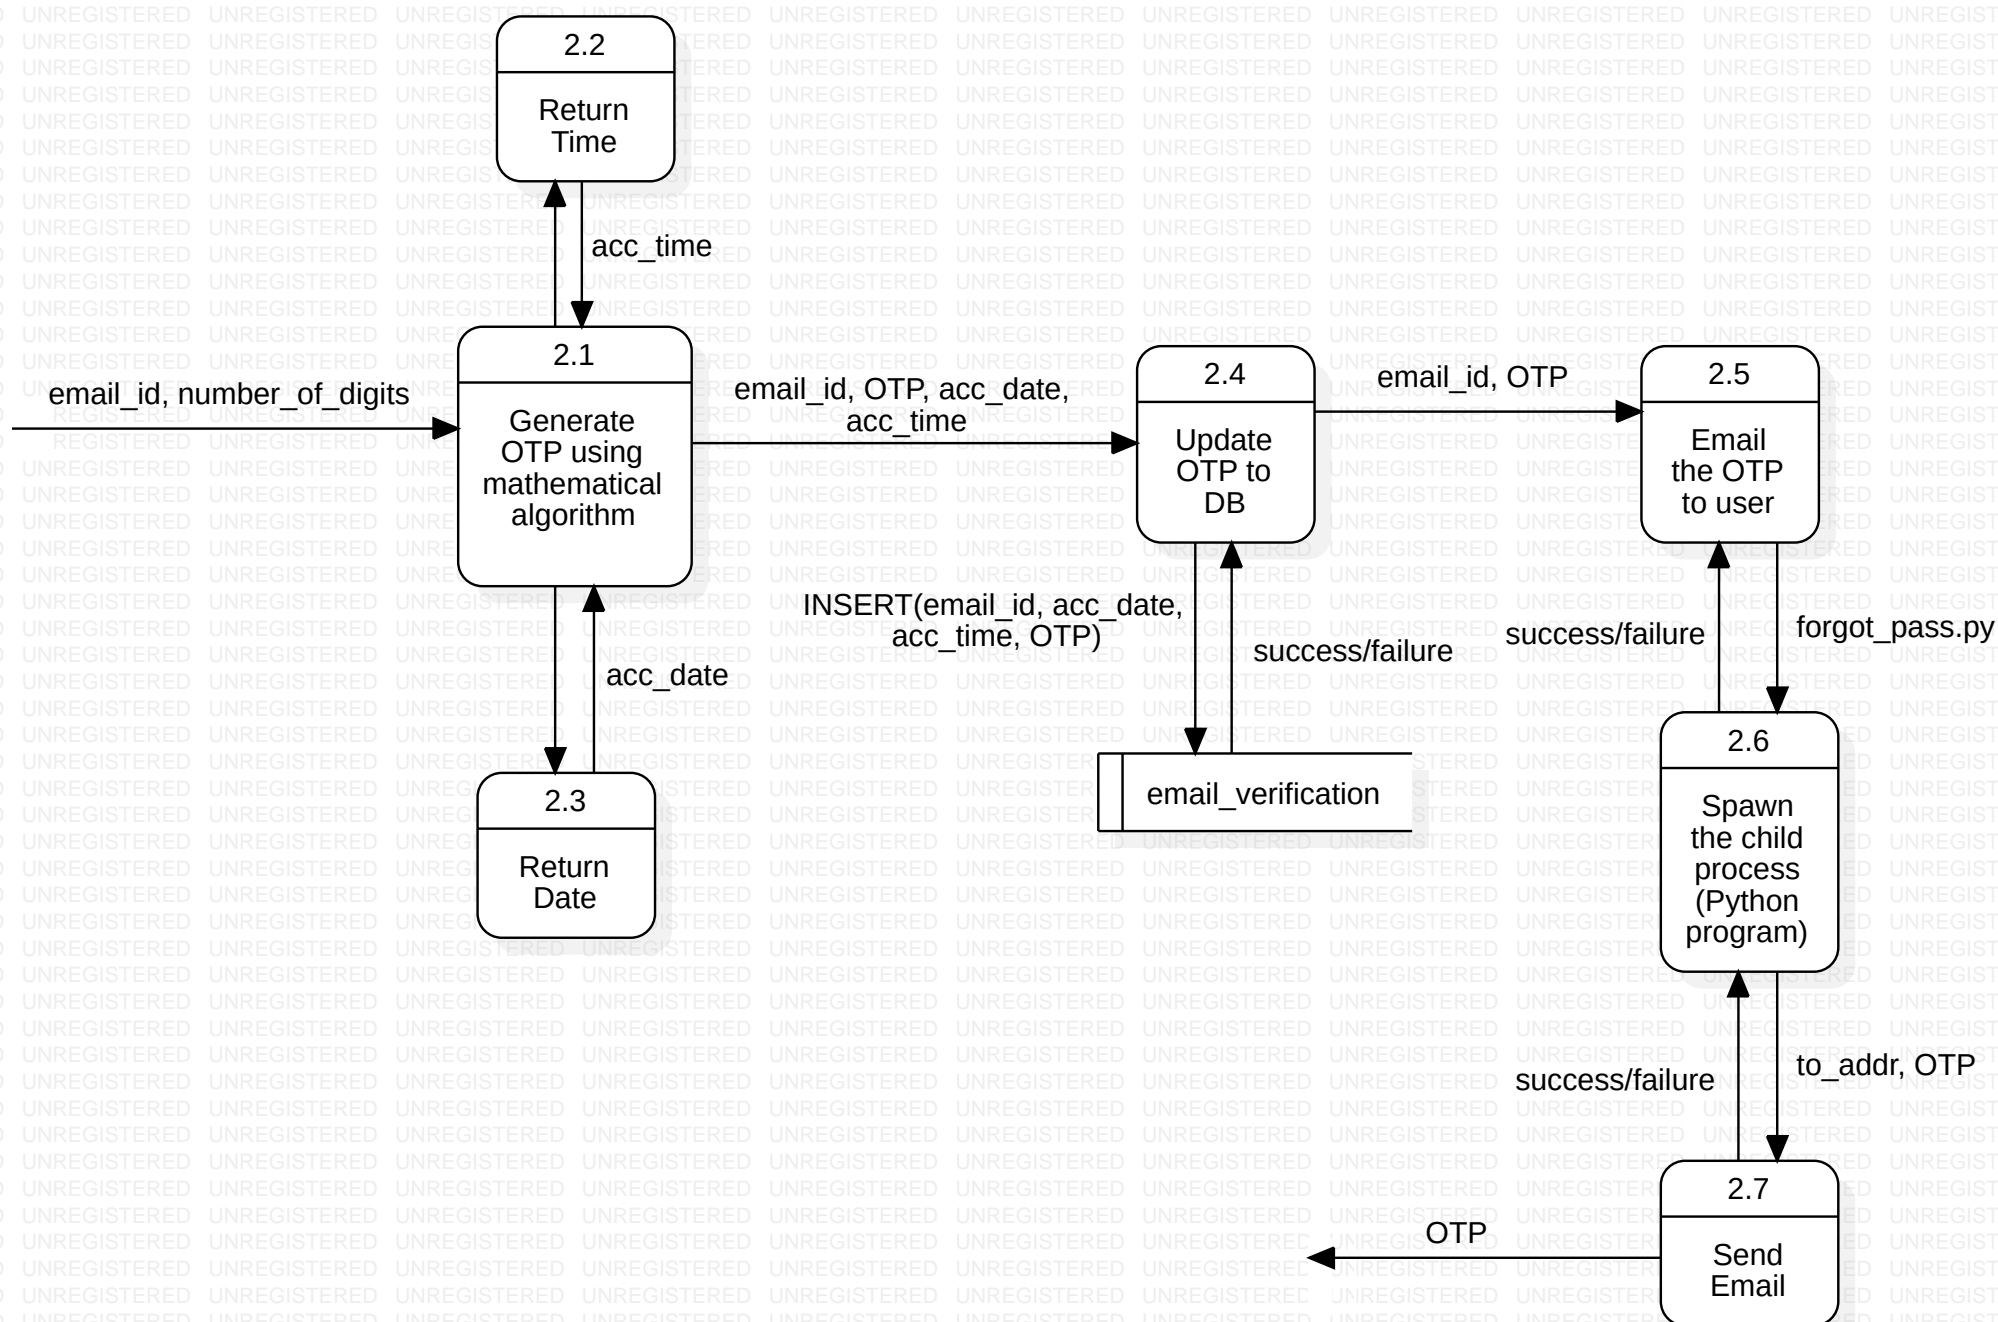 2.2
Return
Time
acc_time
2.1
Generate
OTP using
mathematical
algorithm
email_id, number_of_digits
email_id, OTP, acc_date,
acc_time
acc_date
2.3
Return
Date
2.4
Update
OTP to
DB
email_id, OTP
2.5
Email
the OTP
to user
INSERT(email_id, acc_date,
acc_time, OTP)
success/failure
email_verification
success/failure
forgot_pass.py
2.6
Spawn
the child
process
(Python
program)
success/failure
to_addr, OTP
2.7
Send
Email
OTP
UNREGISTERED